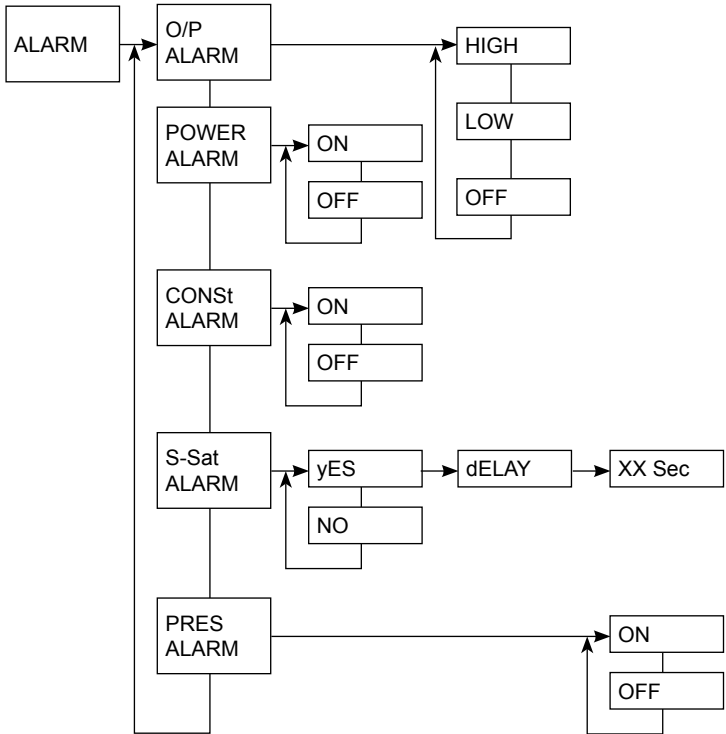 ALARM
O/P
ALARM
HIGH
LOW
OFF
POWER
ALARM
ON
OFF
CONSt
ALARM
ON
OFF
S-Sat
ALARM
yES
dELAY
XX Sec
NO
PRES
ALARM
ON
OFF